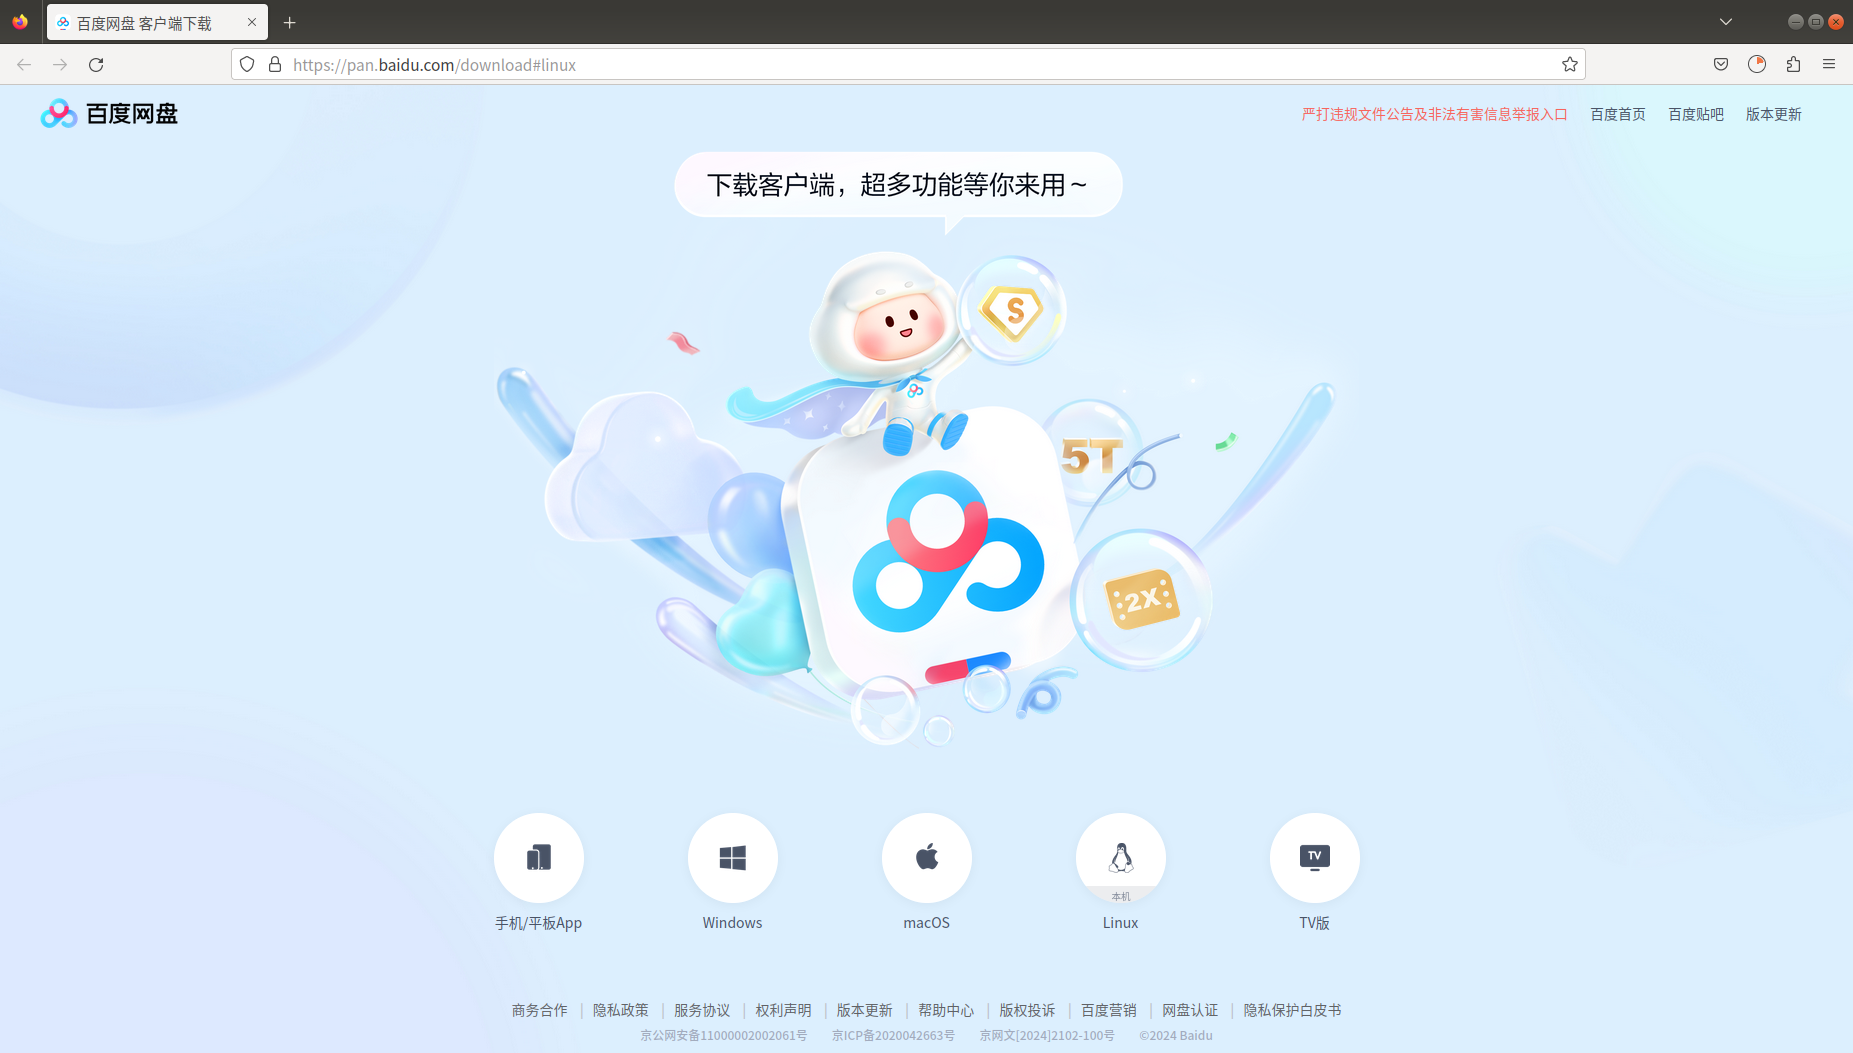 百度网盘 客户端下载
https://pan.baidu.com/download#linux
百度网盘
严打违规文件公告及非法有害信息举报入口 百度首页 百度贴吧 版本更新
下载客户端，超多功能等你来用~
S
5T
2X
TV
本机
手机/平板App Windows macOS Linux TV版
商务合作 | 隐私政策 | 服务协议 | 权利声明 | 版本更新 | 帮助中心 | 版权投诉 | 百度营销 | 网盘认证 | 隐私保护白皮书
京公网安备11000002002061号 京ICP备2020042663号 京网文[2024]2102-100号 ©2024 Baidu